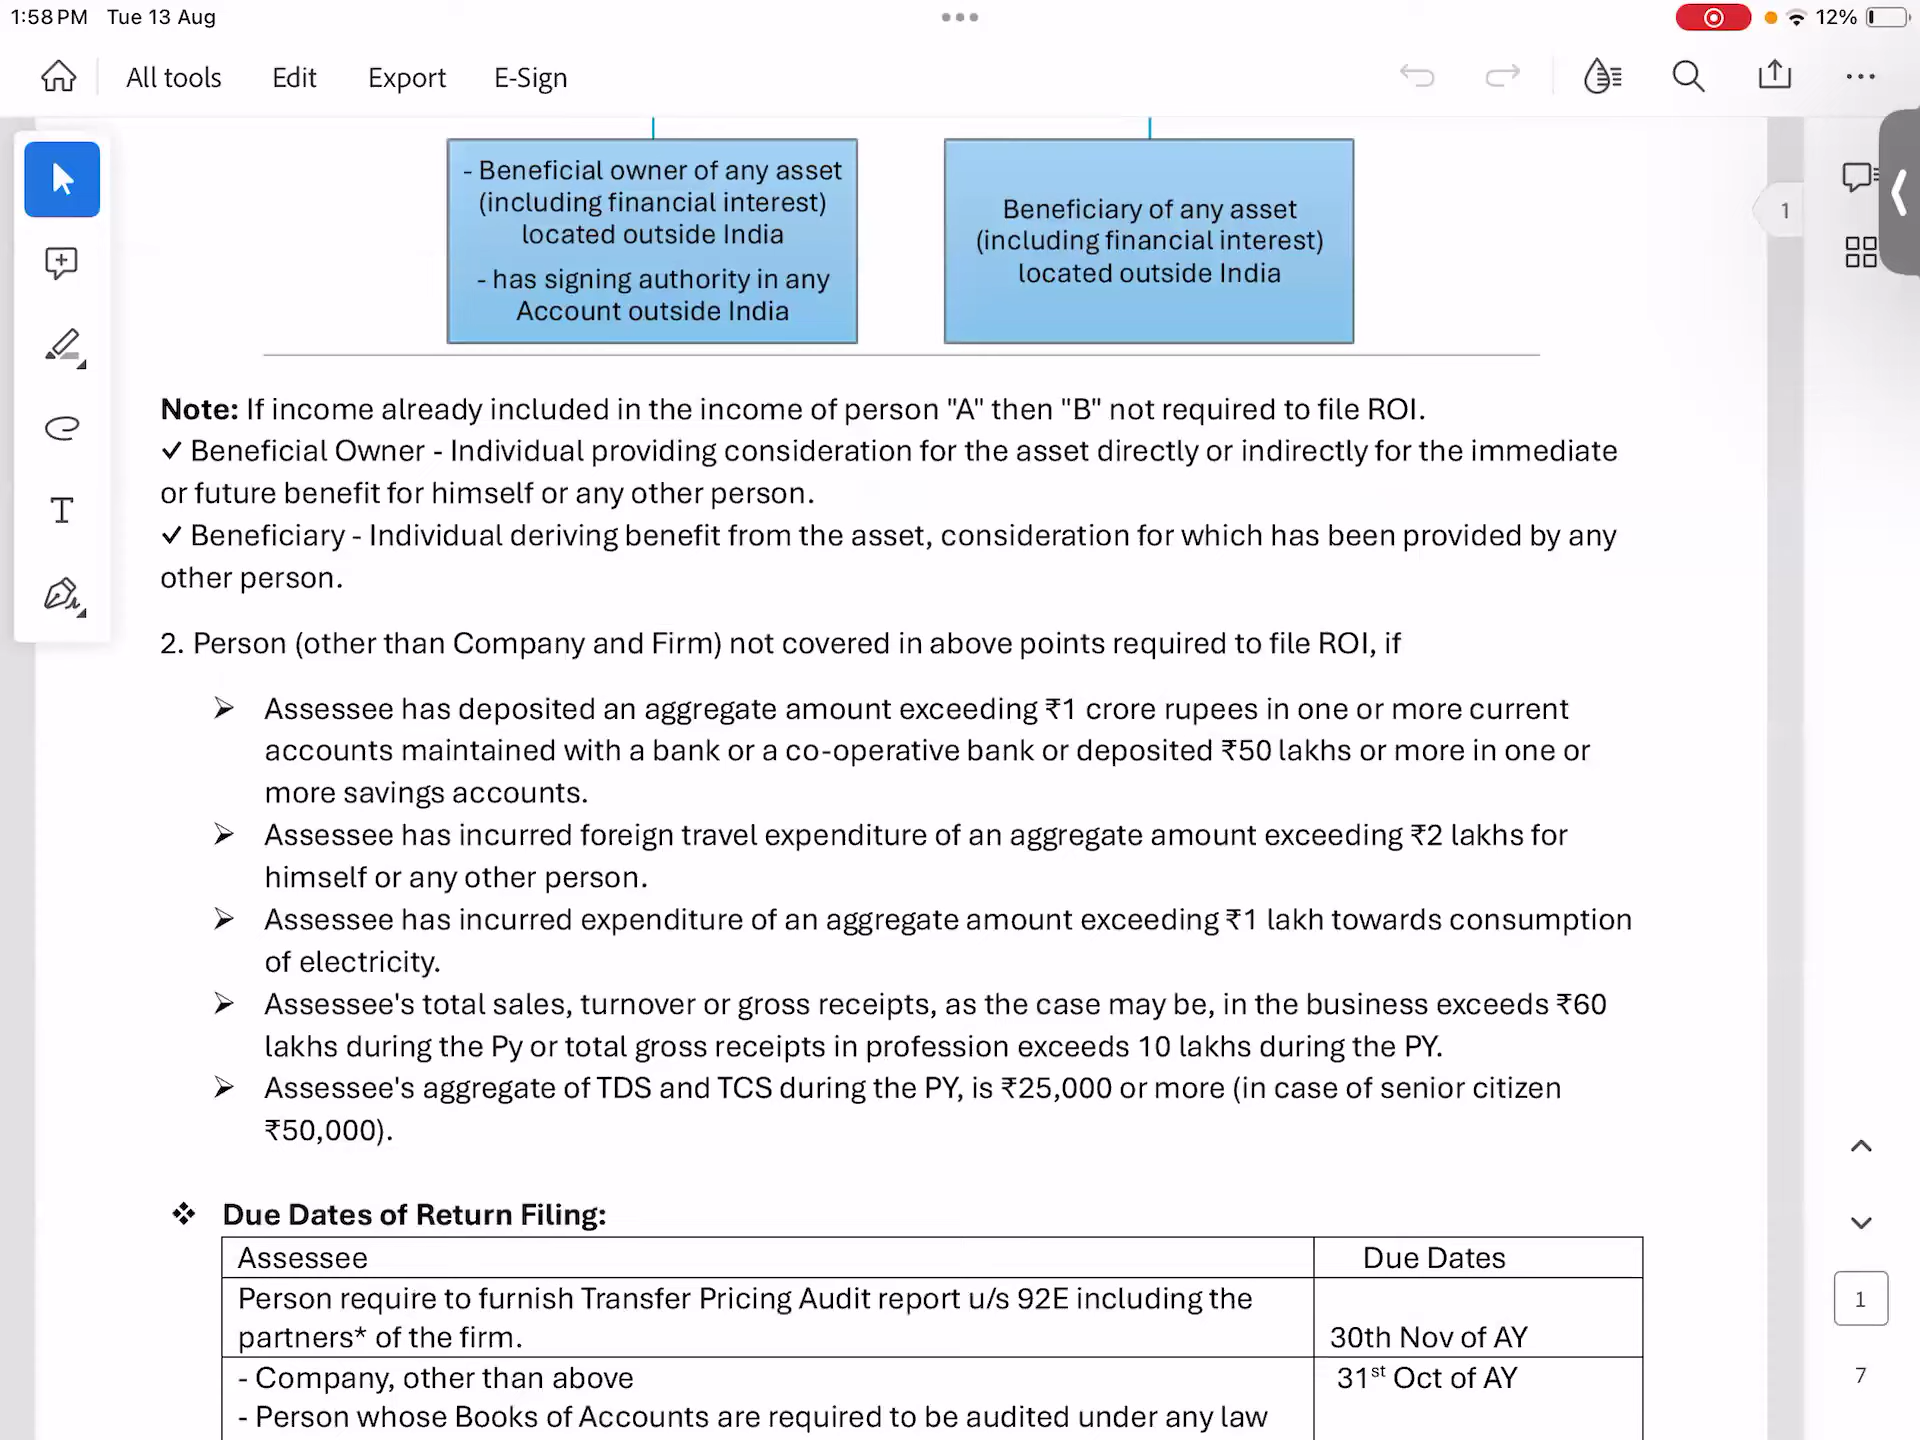 1:58 PM Tue 13 Aug
12%
All tools Edit Export E-Sign
- Beneficial owner of any asset
(including financial interest)
located outside India
- has signing authority in any
Account outside India
Beneficiary of any asset
(including financial interest)
located outside India
1
Note: If income already included in the income of person "A" then "B" not required to file ROI.
✓ Beneficial Owner - Individual providing consideration for the asset directly or indirectly for the immediate
or future benefit for himself or any other person.
✓ Beneficiary - Individual deriving benefit from the asset, consideration for which has been provided by any
other person.
2. Person (other than Company and Firm) not covered in above points required to file ROI, if
➢ Assessee has deposited an aggregate amount exceeding ₹1 crore rupees in one or more current
accounts maintained with a bank or a co-operative bank or deposited ₹50 lakhs or more in one or
more savings accounts.
➢ Assessee has incurred foreign travel expenditure of an aggregate amount exceeding ₹2 lakhs for
himself or any other person.
➢ Assessee has incurred expenditure of an aggregate amount exceeding ₹1 lakh towards consumption
of electricity.
➢ Assessee's total sales, turnover or gross receipts, as the case may be, in the business exceeds ₹60
lakhs during the Py or total gross receipts in profession exceeds 10 lakhs during the PY.
➢ Assessee's aggregate of TDS and TCS during the PY, is ₹25,000 or more (in case of senior citizen
₹50,000).
❖ Due Dates of Return Filing:
Assessee Due Dates
Person require to furnish Transfer Pricing Audit report u/s 92E including the
partners* of the firm. 30th Nov of AY
- Company, other than above 31st Oct of AY
- Person whose Books of Accounts are required to be audited under any law
1
7